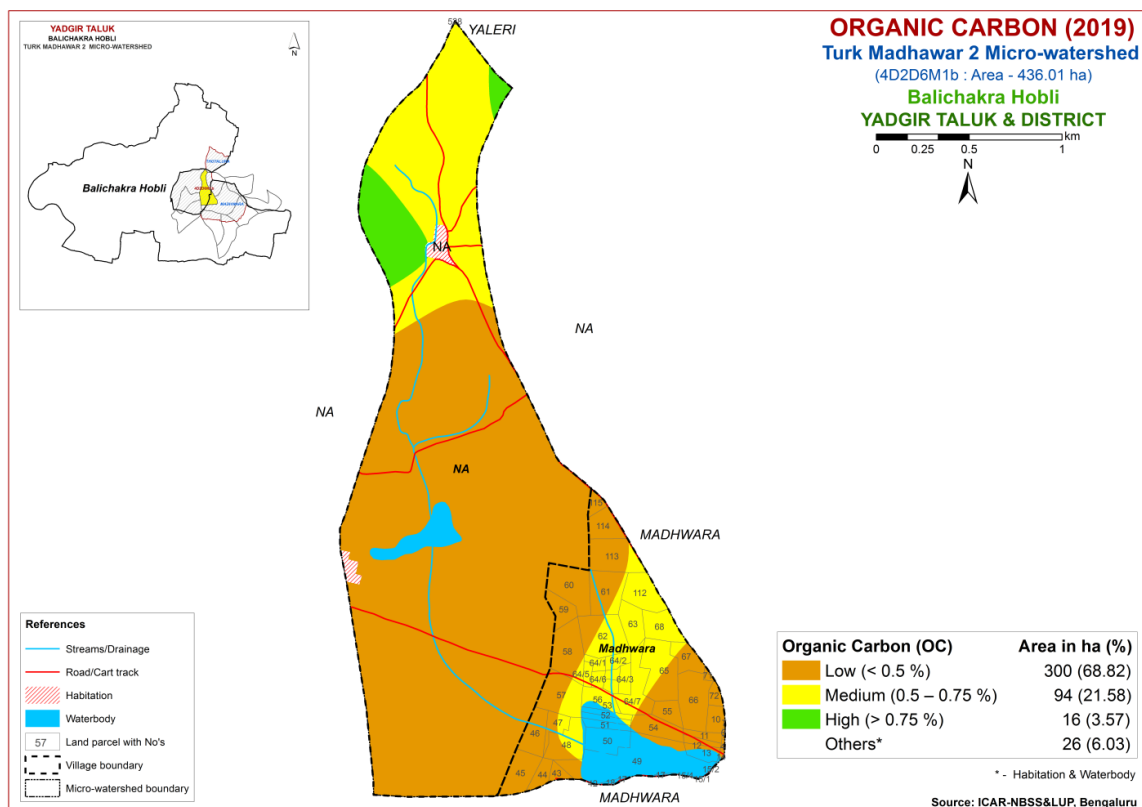 YADGIR TALUK
BALICHAKRA HOBLI
TURK MADHAWAR 2 MICRO-WATERSHED
N
Balichakra Hobli
ORGANIC CARBON (2019)
Turk Madhawar 2 Micro-watershed
(4D2D6M1b : Area - 436.01 ha)
Balichakra Hobli
YADGIR TALUK & DISTRICT
km
0 0.25 0.5 1
N
YALERI
NA
NA
NA
NA
MADHWARA
115
114
113
60
61
112
59
63
68
62
Madhwara
58
64/1
64/2
67
64/5
64/6
64/3
65
66
72
57
56
64/7
53
55
10
52
47
51
54
46
48
50
11
12
13
49
45
44
43
MADHWARA
References
Streams/Drainage
Road/Cart track
Habitation
Waterbody
57 Land parcel with No's
Village boundary
Micro-watershed boundary
Organic Carbon (OC) Area in ha (%)
Low (< 0.5 %) 300 (68.82)
Medium (0.5 – 0.75 %) 94 (21.58)
High (> 0.75 %) 16 (3.57)
Others* 26 (6.03)
* - Habitation & Waterbody
Source: ICAR-NBSS&LUP, Bengaluru